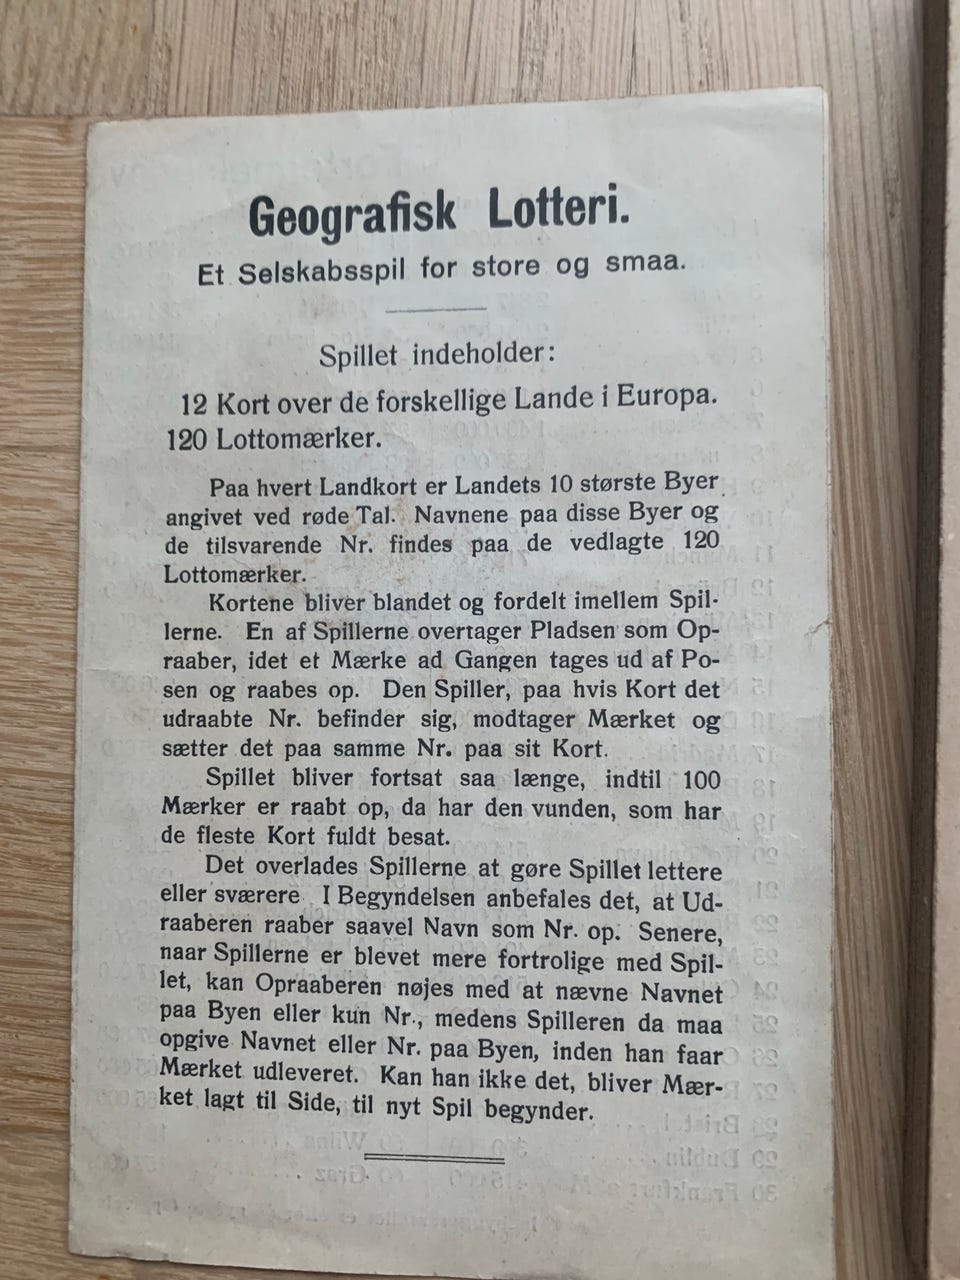 Geografisk Lotteri.
Et Selskabsspil for store og smaa.
Spillet indeholder:
12 Kort over de forskellige Lande i Europa.
120 Lottomærker.
Paa hvert Landkort er Landets 10 største Byer
angivet ved røde Tal. Navnene paa disse Byer og
de tilsvarende Nr. findes paa de vedlagte 120
Lottomærker.
Kortene bliver blandet og fordelt imellem Spil-
lerne. En af Spillerne overtager Pladsen som Op-
raaber, idet et Mærke ad Gangen tages ud af Po-
sen og raabes op. Den Spiller, paa hvis Kort det
udraabte Nr. befinder sig, modtager Mærket og
sætter det paa samme Nr. paa sit Kort.
Spillet bliver fortsat saa længe, indtil 100
Mærker er raabt op, da har den vunden, som har
de fleste Kort fuldt besat.
Det overlades Spillerne at gøre Spillet lettere
eller sværere I Begyndelsen anbefales det, at Ud-
raaberen raaber saavel Navn som Nr. op. Senere,
naar Spillerne er blevet mere fortrolige med Spil-
let, kan Opraaberen nøjes med at nævne Navnet
paa Byen eller kun Nr., medens Spilleren da maa
opgive Navnet eller Nr. paa Byen, inden han faar
Mærket udleveret. Kan han ikke det, bliver Mær-
ket lagt til Side, til nyt Spil begynder.